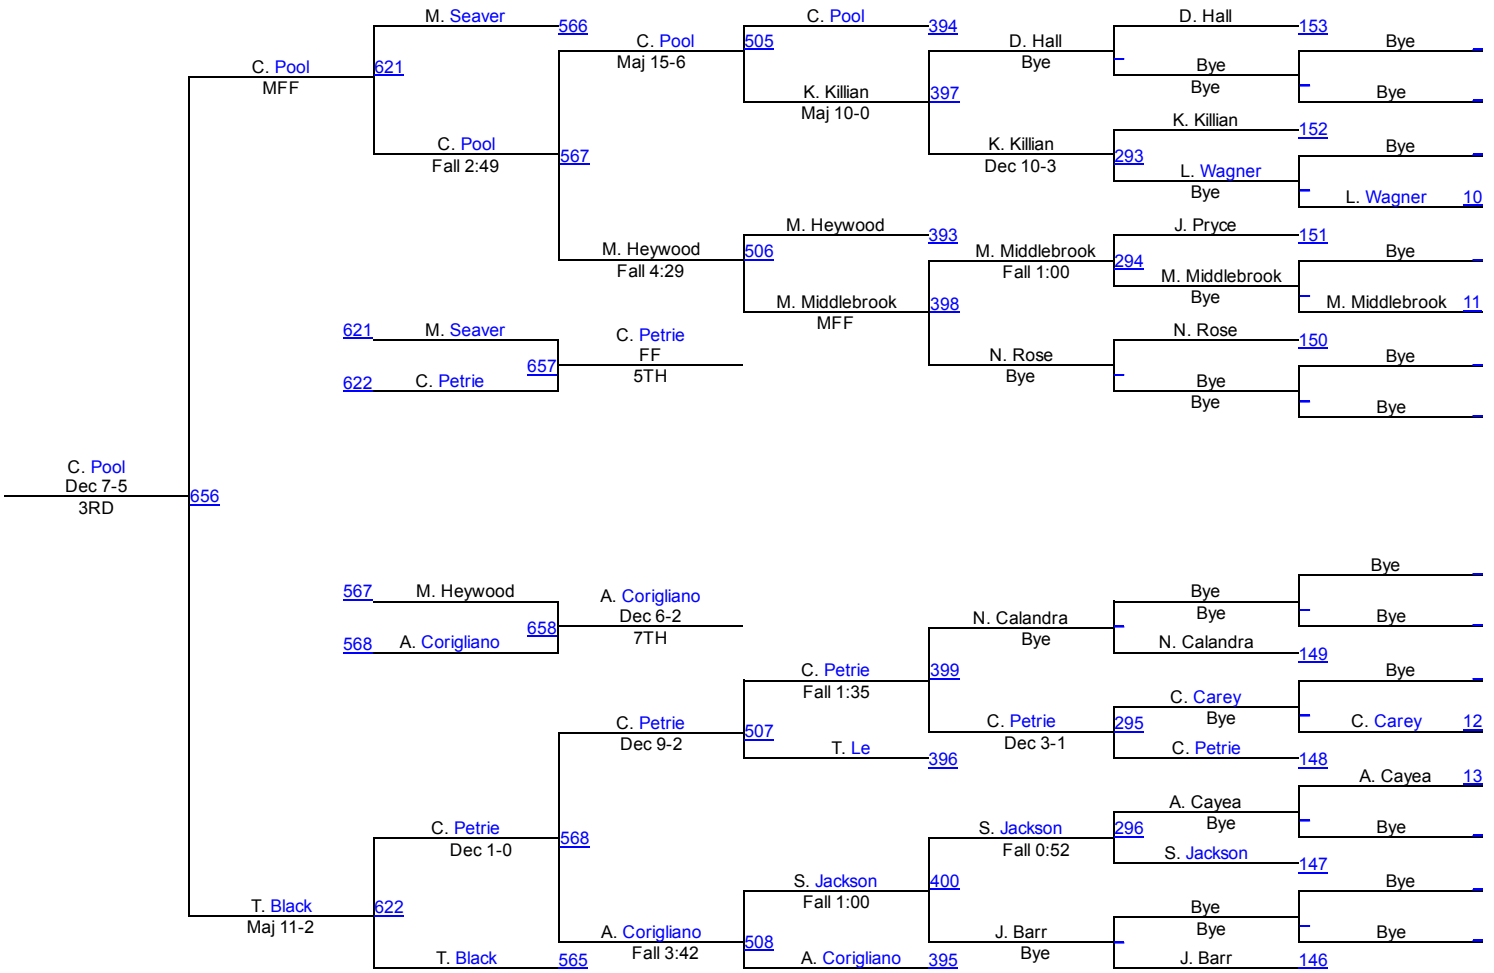 M. Seaver
566
C. Pool
Maj 15-6
505
C. Pool
394
D. Hall
Bye
D. Hall
153
Bye
Bye
Bye
Bye
C. Pool
MFF
621
K. Killian
Maj 10-0
397
K. Killian
152
C. Pool
Fall 2:49
567
K. Killian
Dec 10-3
293
Bye
L. Wagner
Bye
L. Wagner 10
M. Heywood
393
J. Pryce
151
M. Heywood
Fall 4:29
506
M. Middlebrook
Fall 1:00
294
Bye
M. Middlebrook
Bye
M. Middlebrook
MFF
398
M. Middlebrook 11
621 M. Seaver
C. Petrie
FF
5TH
657
622 C. Petrie
N. Rose
150
N. Rose
Bye
Bye
Bye
Bye
Bye
C. Pool
Dec 7-5
3RD
656
567 M. Heywood
A. Corigliano
Dec 6-2
7TH
658
568 A. Corigliano
Bye
Bye
Bye
Bye
N. Calandra
Bye
N. Calandra
149
C. Petrie
Fall 1:35
399
Bye
C. Carey
Bye
C. Petrie
Dec 9-2
507
C. Petrie
Dec 3-1
295
C. Carey 12
T. Le
396
C. Petrie
148
A. Cayea 13
A. Cayea
Bye
C. Petrie
Dec 1-0
568
S. Jackson
Fall 0:52
296
Bye
S. Jackson
147
S. Jackson
Fall 1:00
400
Bye
T. Black
Maj 11-2
622
Bye
Bye
A. Corigliano
Fall 3:42
508
J. Barr
Bye
Bye
T. Black
565
A. Corigliano
395
J. Barr
146